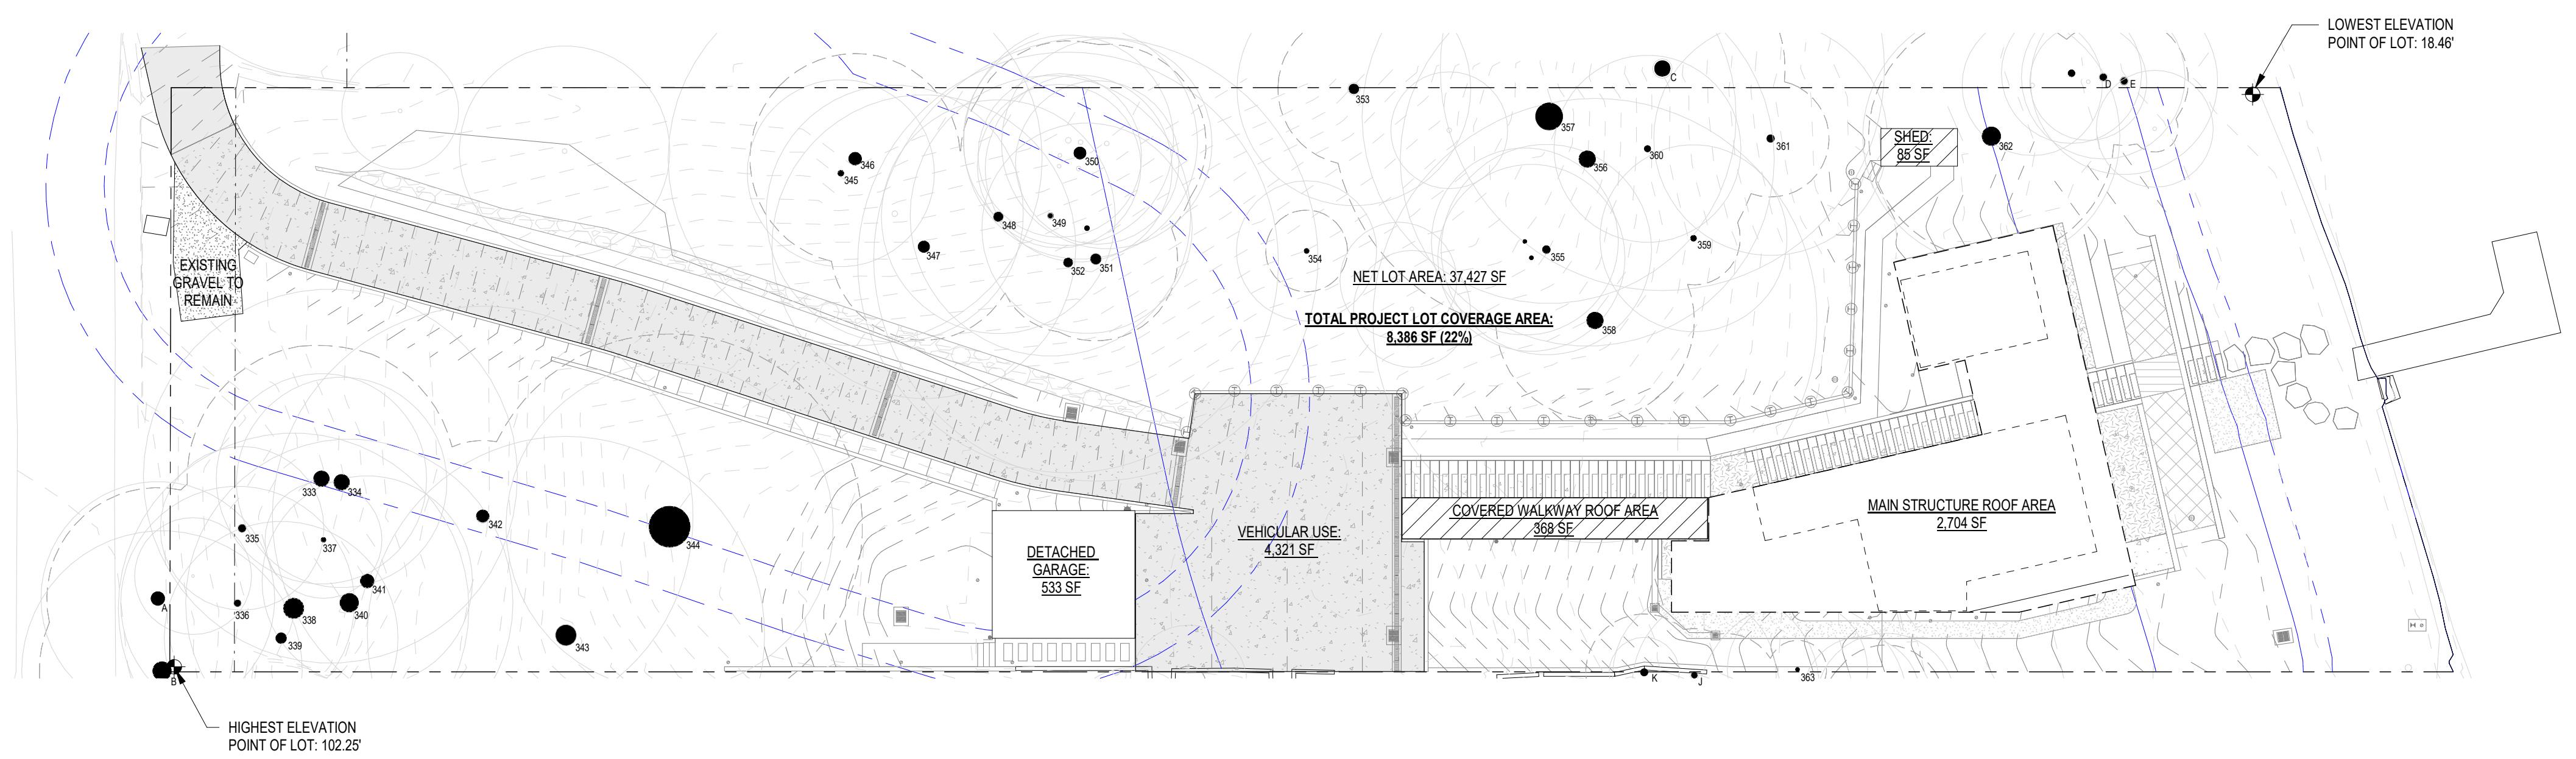 LOWEST ELEVATION
POINT OF LOT: 18.46'
C
D
E
353
357
346
350
356
360
361
SHED:
85 SF
362
345
348
349
347
352
351
354
355
359
EXISTING
GRAVEL TO
REMAIN
NET LOT AREA: 37,427 SF
TOTAL PROJECT LOT COVERAGE AREA:
8,386 SF (22%)
358
333
334
335
337
342
344
COVERED WALKWAY ROOF AREA
368 SF
MAIN STRUCTURE ROOF AREA
2,704 SF
VEHICULAR USE:
4,321 SF
DETACHED
GARAGE:
533 SF
A
336
338
341
340
339
343
B
K
J
363
HIGHEST ELEVATION
POINT OF LOT: 102.25'